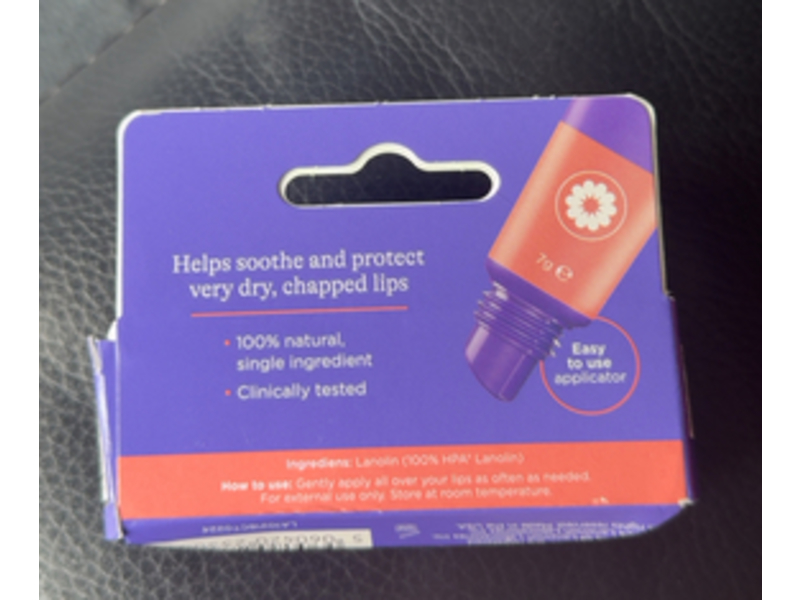 Helps soothe and protect
very dry, chapped lips
• 100% natural,
single ingredient
• Clinically tested
7g ℮
Easy
to use
applicator
Ingrediens: Lanolin (100% HPA® Lanolin)
How to use: Gently apply all over your lips as often as needed.
For external use only. Store at room temperature.